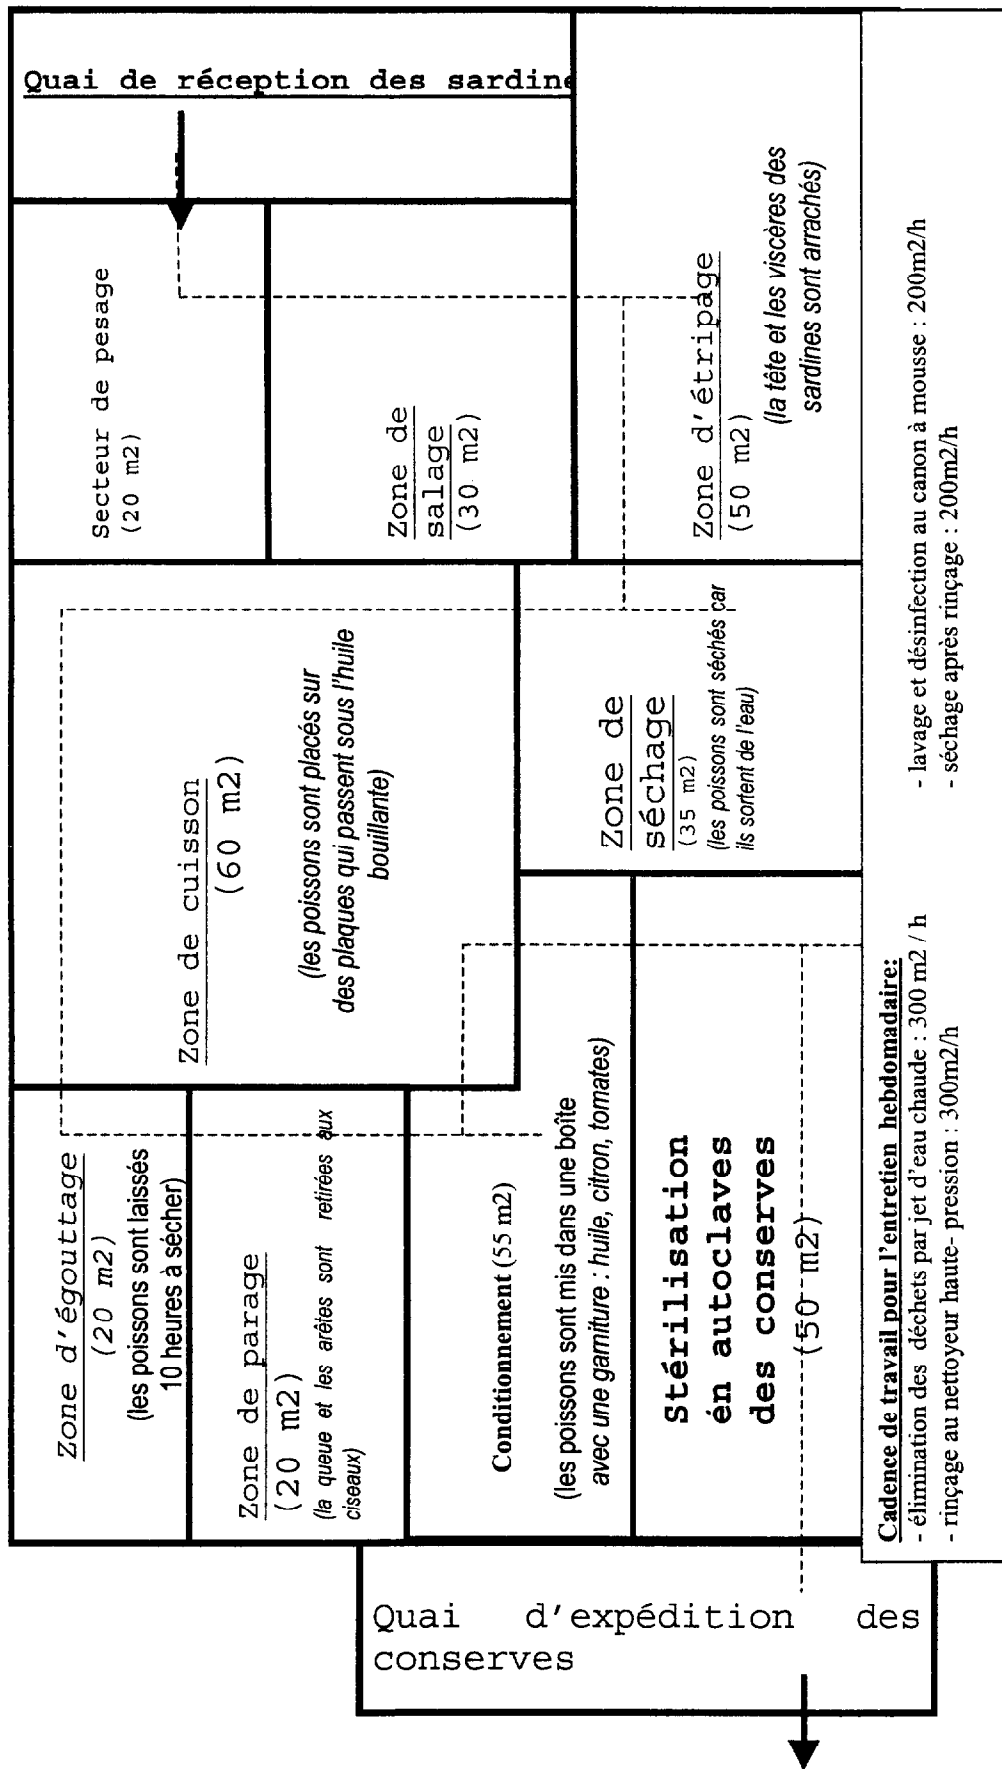 Quai de réception des sardine
Secteur de pesage
(20 m2)
Zone de
salage
(30 m2)
Zone d'étripage
(50 m2)
(la tête et les viscères des
sardines sont arrachés)
Zone de
séchage
(35 m2)
(les poissons sont séchés car
ils sortent de l'eau)
Zone de cuisson
(60 m2)
(les poissons sont placés sur
des plaques qui passent sous l'huile
bouillante)
Zone d'égouttage
(20 m2)
(les poissons sont laissés
10 heures à sécher)
Zone de parage
(20 m2)
(la queue et les arêtes sont retirées aux
ciseaux)
Conditionnement (55 m2)
(les poissons sont mis dans une boîte
avec une garniture : huile, citron, tomates)
Stérilisation
én autoclaves
des conserves
(50 m2)
Quai d'expédition des
conserves
Cadence de travail pour l'entretien hebdomadaire:
- élimination des déchets par jet d'eau chaude : 300 m2 / h
- rinçage au nettoyeur haute- pression : 300m2/h
- lavage et désinfection au canon à mousse : 200m2/h
- séchage après rinçage : 200m2/h